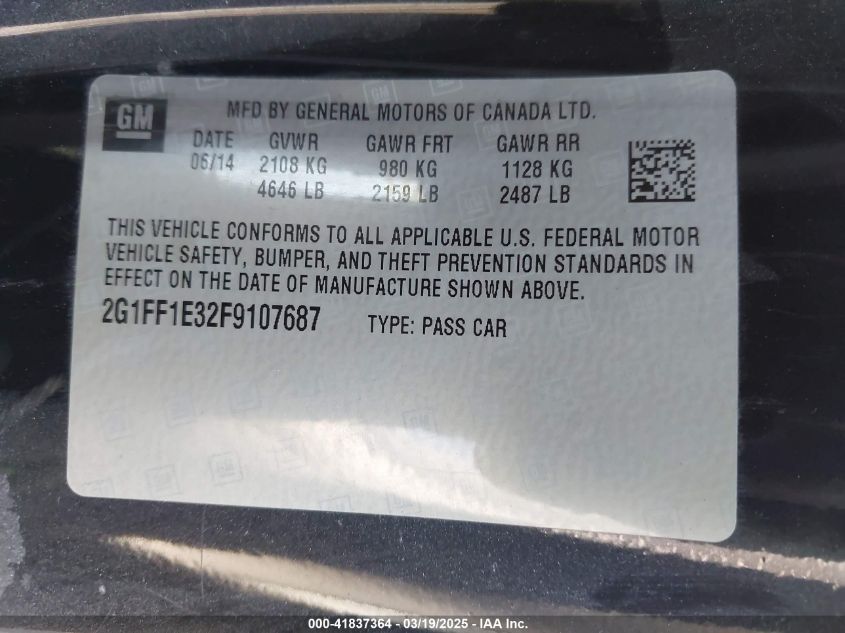 GM
MFD BY GENERAL MOTORS OF CANADA LTD.
DATE GVWR GAWR FRT GAWR RR
06/14 2108 KG 980 KG 1128 KG
4646 LB 2159 LB 2487 LB
THIS VEHICLE CONFORMS TO ALL APPLICABLE U.S. FEDERAL MOTOR
VEHICLE SAFETY, BUMPER, AND THEFT PREVENTION STANDARDS IN
EFFECT ON THE DATE OF MANUFACTURE SHOWN ABOVE.
2G1FF1E32F9107687 TYPE: PASS CAR
000-41837364 - 03/19/2025 - IAA Inc.